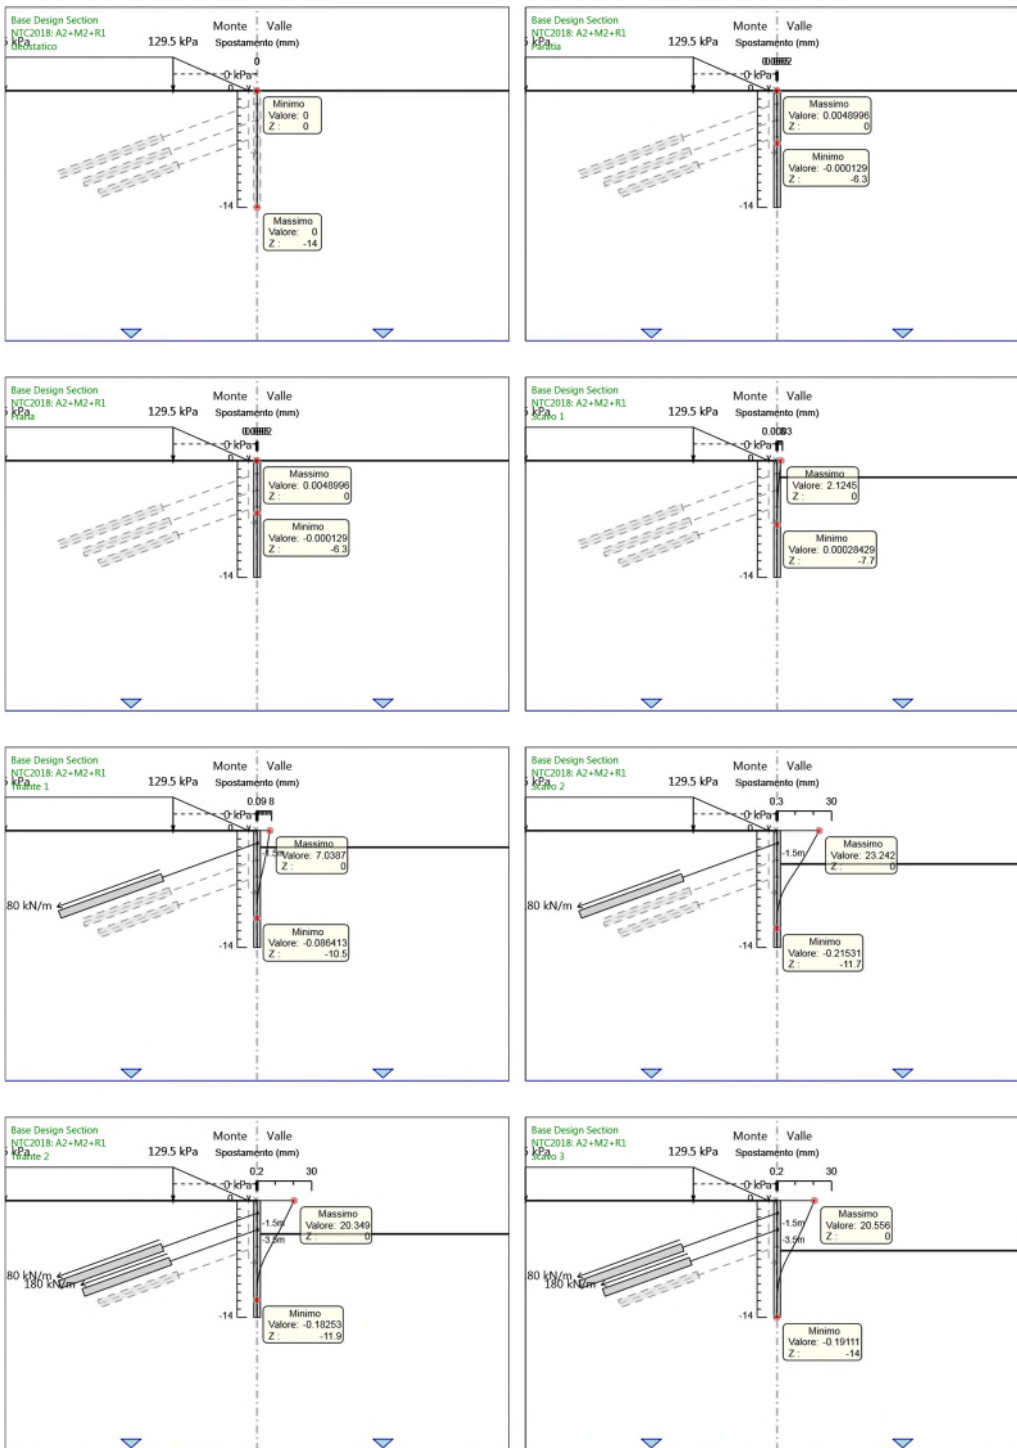 Base Design Section
NTC2018: A2+M2+R1
Geostatico
Monte Valle
129.5 kPa Spostamento (mm)
0
0 kPa
0
Minimo
Valore: 0
Z : 0
-14
Massimo
Valore: 0
Z : -14
Base Design Section
NTC2018: A2+M2+R1
Paratia
Monte Valle
129.5 kPa Spostamento (mm)
0 kPa
0
Massimo
Valore: 0.0048996
Z : 0
Minimo
Valore: -0.000129
Z : -6.3
-14
Base Design Section
NTC2018: A2+M2+R1
Monte Valle
129.5 kPa Spostamento (mm)
0 kPa
0
Massimo
Valore: 0.0048996
Z : 0
Minimo
Valore: -0.000129
Z : -6.3
-14
Base Design Section
NTC2018: A2+M2+R1
Scavo 1
Monte Valle
129.5 kPa Spostamento (mm)
0 kPa
0
Massimo
Valore: 2.1245
Z : 0
Minimo
Valore: 0.00028429
Z : -7.7
-14
Base Design Section
NTC2018: A2+M2+R1
Tirante 1
Monte Valle
129.5 kPa Spostamento (mm)
0.09 8
0 kPa
0
Massimo
Valore: 7.0387
Z : 0
80 kN/m
Minimo
Valore: -0.086413
Z : -10.5
-14
Base Design Section
NTC2018: A2+M2+R1
Scavo 2
Monte Valle
129.5 kPa Spostamento (mm)
0.3 30
0 kPa
0
-1.5m
Massimo
Valore: 23.242
Z : 0
80 kN/m
Minimo
Valore: -0.21531
Z : -11.7
-14
Base Design Section
NTC2018: A2+M2+R1
Tirante 2
Monte Valle
129.5 kPa Spostamento (mm)
0.2 30
0 kPa
0
-1.5m
-3.5m
Massimo
Valore: 20.349
Z : 0
80 kN/m
180 kN/m
Minimo
Valore: -0.18253
Z : -11.9
-14
Base Design Section
NTC2018: A2+M2+R1
Scavo 3
Monte Valle
129.5 kPa Spostamento (mm)
0.2 30
0 kPa
0
-1.5m
-3.5m
Massimo
Valore: 20.556
Z : 0
80 kN/m
180 kN/m
-14
Minimo
Valore: -0.19111
Z : -14